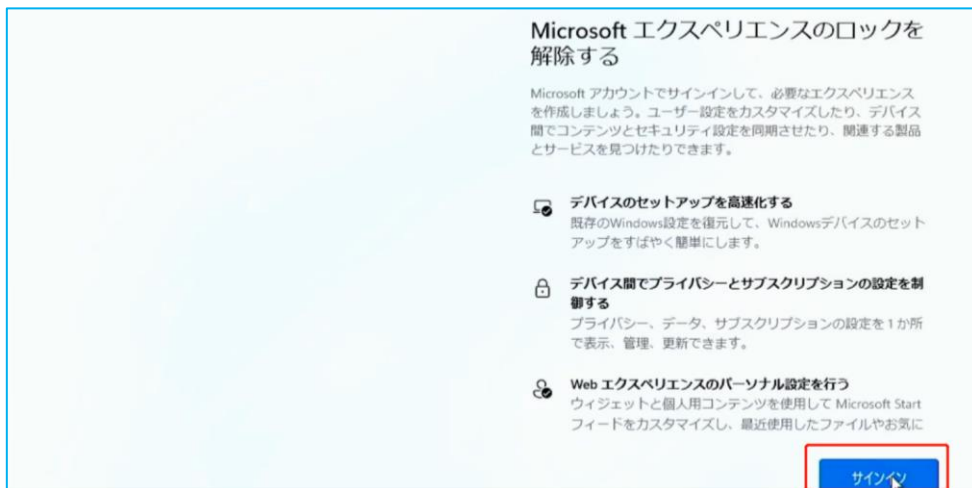 Microsoft エクスペリエンスのロックを
解除する
Microsoft アカウントでサインインして、必要なエクスペリエンス
を作成しましょう。ユーザー設定をカスタマイズしたり、デバイス
間でコンテンツとセキュリティ設定を同期させたり、関連する製品
とサービスを見つけたりできます。
デバイスのセットアップを高速化する
既存のWindows設定を復元して、Windowsデバイスのセット
アップをすばやく簡単にします。
デバイス間でプライバシーとサブスクリプションの設定を制
御する
プライバシー、データ、サブスクリプションの設定を1か所
で表示、管理、更新できます。
Web エクスペリエンスのパーソナル設定を行う
ウィジェットと個人用コンテンツを使用して Microsoft Start
フィードをカスタマイズし、最近使用したファイルやお気に
サインイン